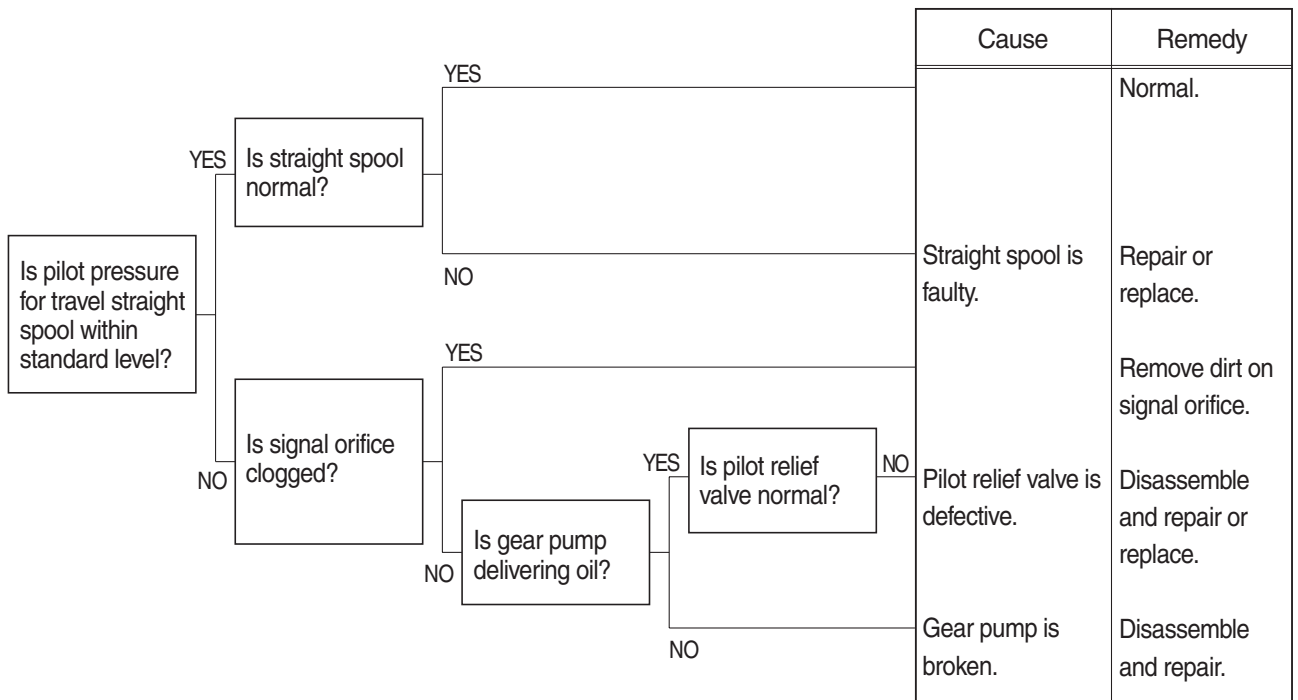 Cause
Remedy
YES
Normal.
YES
Is straight spool
normal?
NO
Straight spool is
faulty.
Repair or
replace.
Is pilot pressure
for travel straight
spool within
standard level?
YES
Remove dirt on
signal orifice.
NO
Is signal orifice
clogged?
YES
Is pilot relief
valve normal?
NO
Pilot relief valve is
defective.
Disassemble
and repair or
replace.
NO
Is gear pump
delivering oil?
NO
Gear pump is
broken.
Disassemble
and repair.